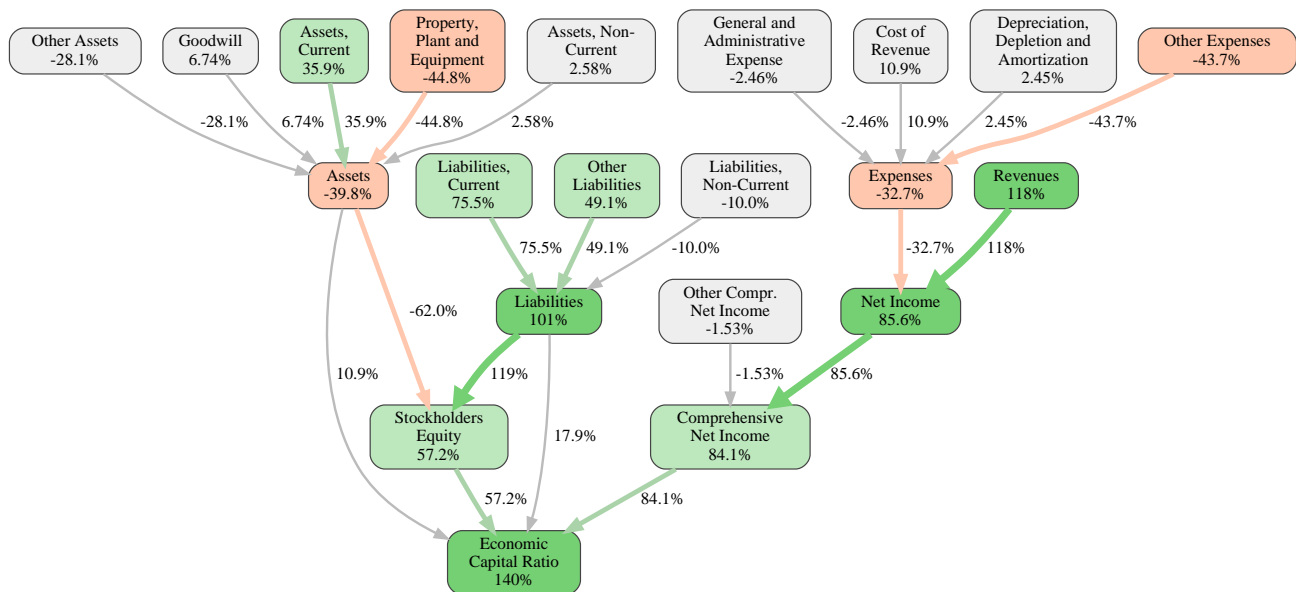 Other Assets
-28.1%
Goodwill
6.74%
Assets,
Current
35.9%
Property,
Plant and
Equipment
-44.8%
Assets, Non-
Current
2.58%
General and
Administrative
Expense
-2.46%
Cost of
Revenue
10.9%
Depreciation,
Depletion and
Amortization
2.45%
Other Expenses
-43.7%
-28.1%
6.74%
35.9%
-44.8%
2.58%
-2.46%
10.9%
2.45%
-43.7%
Assets
-39.8%
Liabilities,
Current
75.5%
Other
Liabilities
49.1%
Liabilities,
Non-Current
-10.0%
Expenses
-32.7%
Revenues
118%
75.5%
49.1%
-10.0%
-32.7%
118%
-62.0%
Liabilities
101%
Other Compr.
Net Income
-1.53%
Net Income
85.6%
10.9%
119%
-1.53%
85.6%
Stockholders
Equity
57.2%
17.9%
Comprehensive
Net Income
84.1%
57.2%
84.1%
Economic
Capital Ratio
140%